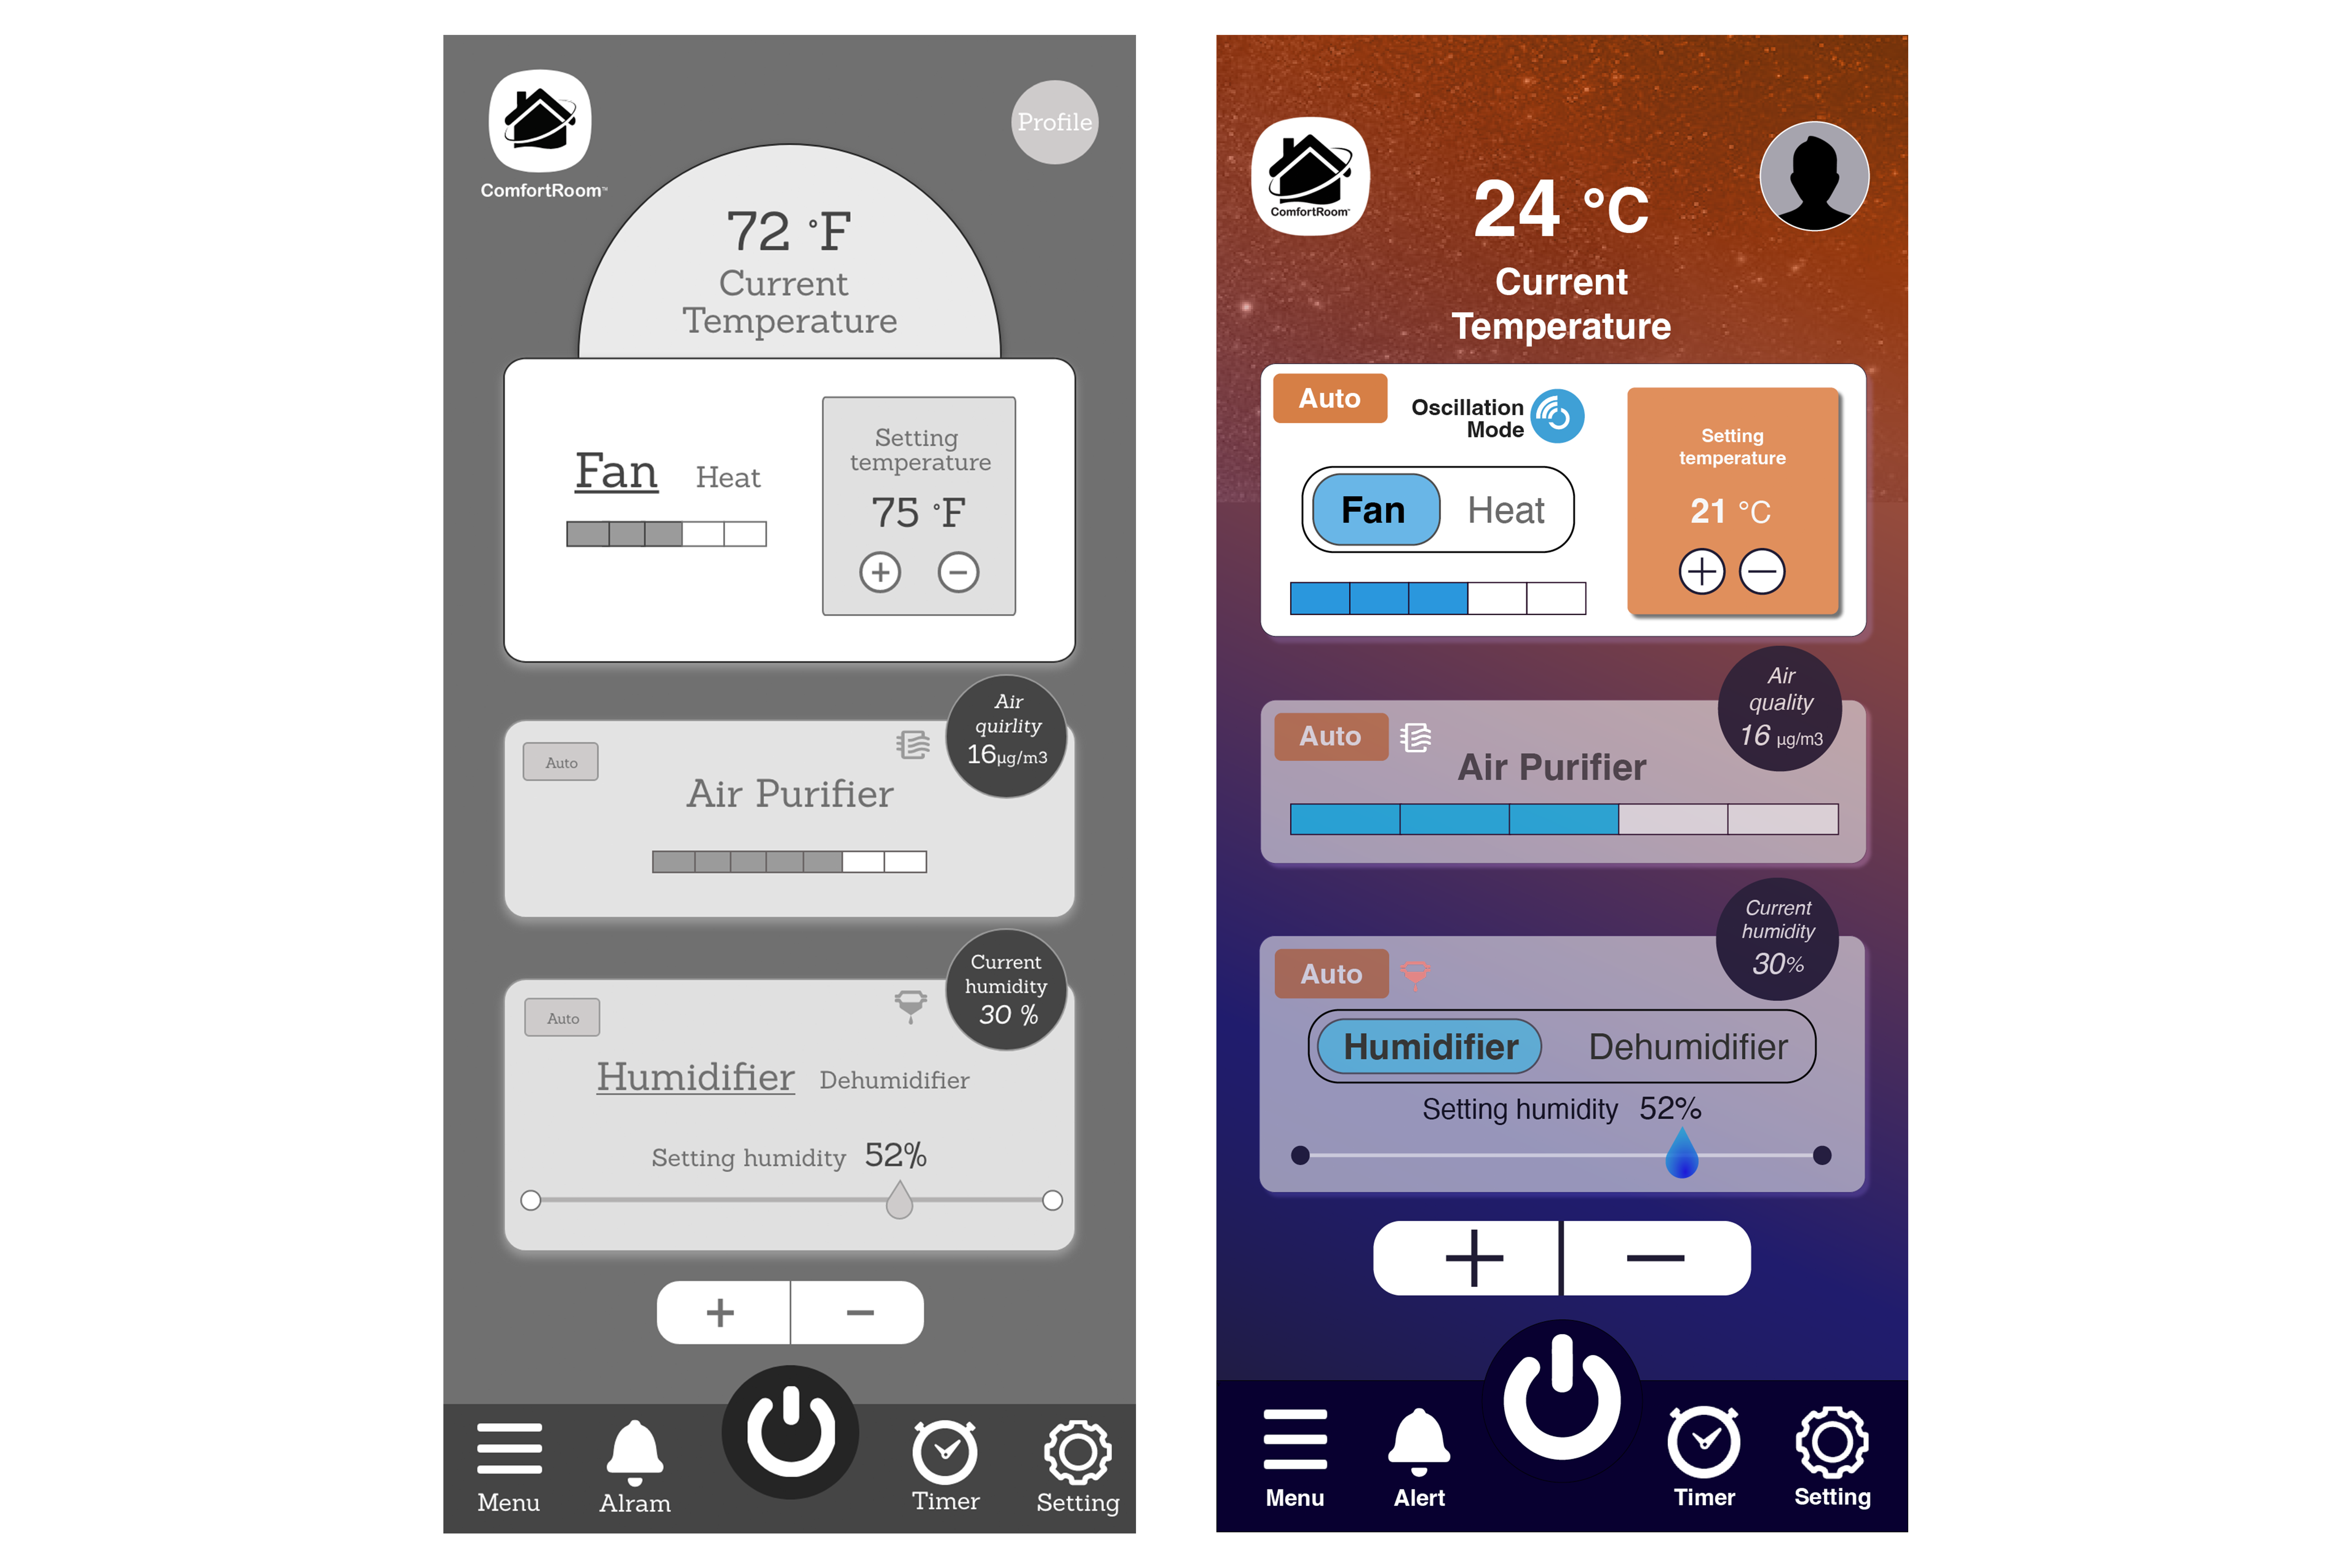 ComfortRoom™
Profile
72 °F
Current
Temperature
Fan Heat
Setting
temperature
75 °F
+ −
Air
quirlity
16µg/m3
Auto
Air Purifier
Current
humidity
30 %
Auto
Humidifier Dehumidifier
Setting humidity 52%
+ −
Menu Alram Timer Setting
ComfortRoom™
24 °C
Current
Temperature
Auto
Oscillation
Mode
Setting
temperature
Fan Heat
21 °C
+ −
Air
quality
16 µg/m3
Auto
Air Purifier
Current
humidity
30%
Auto
Humidifier Dehumidifier
Setting humidity 52%
+ −
Menu Alert Timer Setting